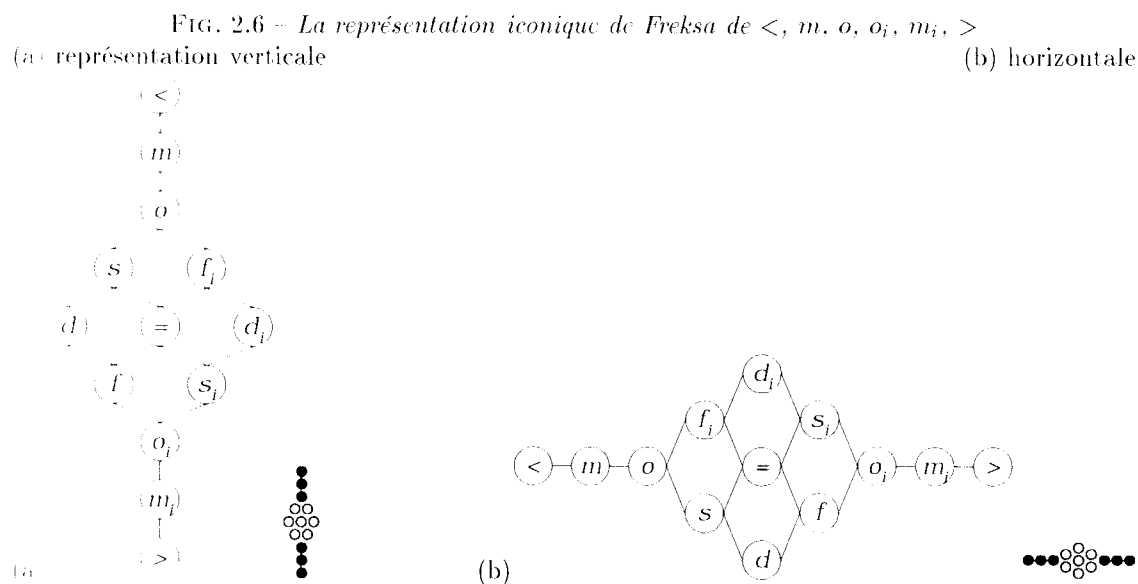 FIG. 2.6 – La représentation iconique de Freksa de <, m, o, oᵢ, mᵢ, >
(a) représentation verticale (b) horizontale
<
m
o
s fᵢ
d = dᵢ
f sᵢ
oᵢ
mᵢ
>
(a
dᵢ
fᵢ sᵢ
< m o = oᵢ mᵢ >
s f
d
(b)